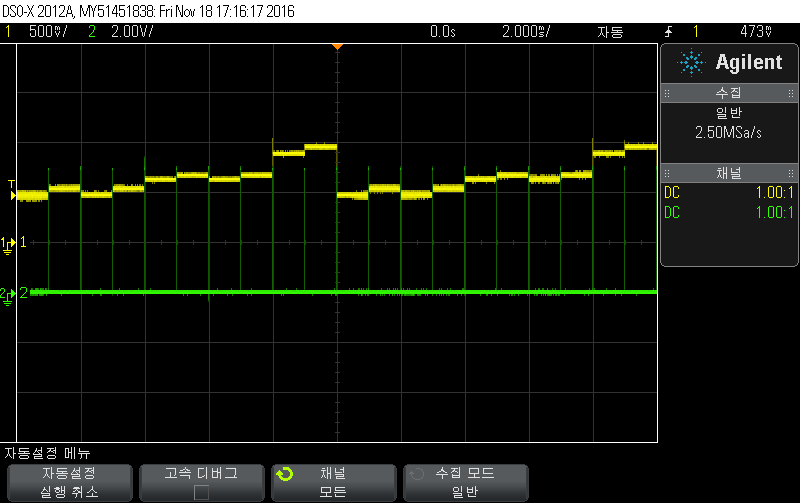 DSO-X 2012A, MY51451838: Fri Nov 18 17:16:17 2016
1 500mV/ 2 2.00V/ 0.0s 2.000ms/ 자동 1 473mV
Agilent
수집
일반
2.50MSa/s
채널
T
DC 1.00:1
DC 1.00:1
1 1
2 2
자동설정 메뉴
자동설정 실행 취소
고속 디버그
채널 모든
수집 모드 일반